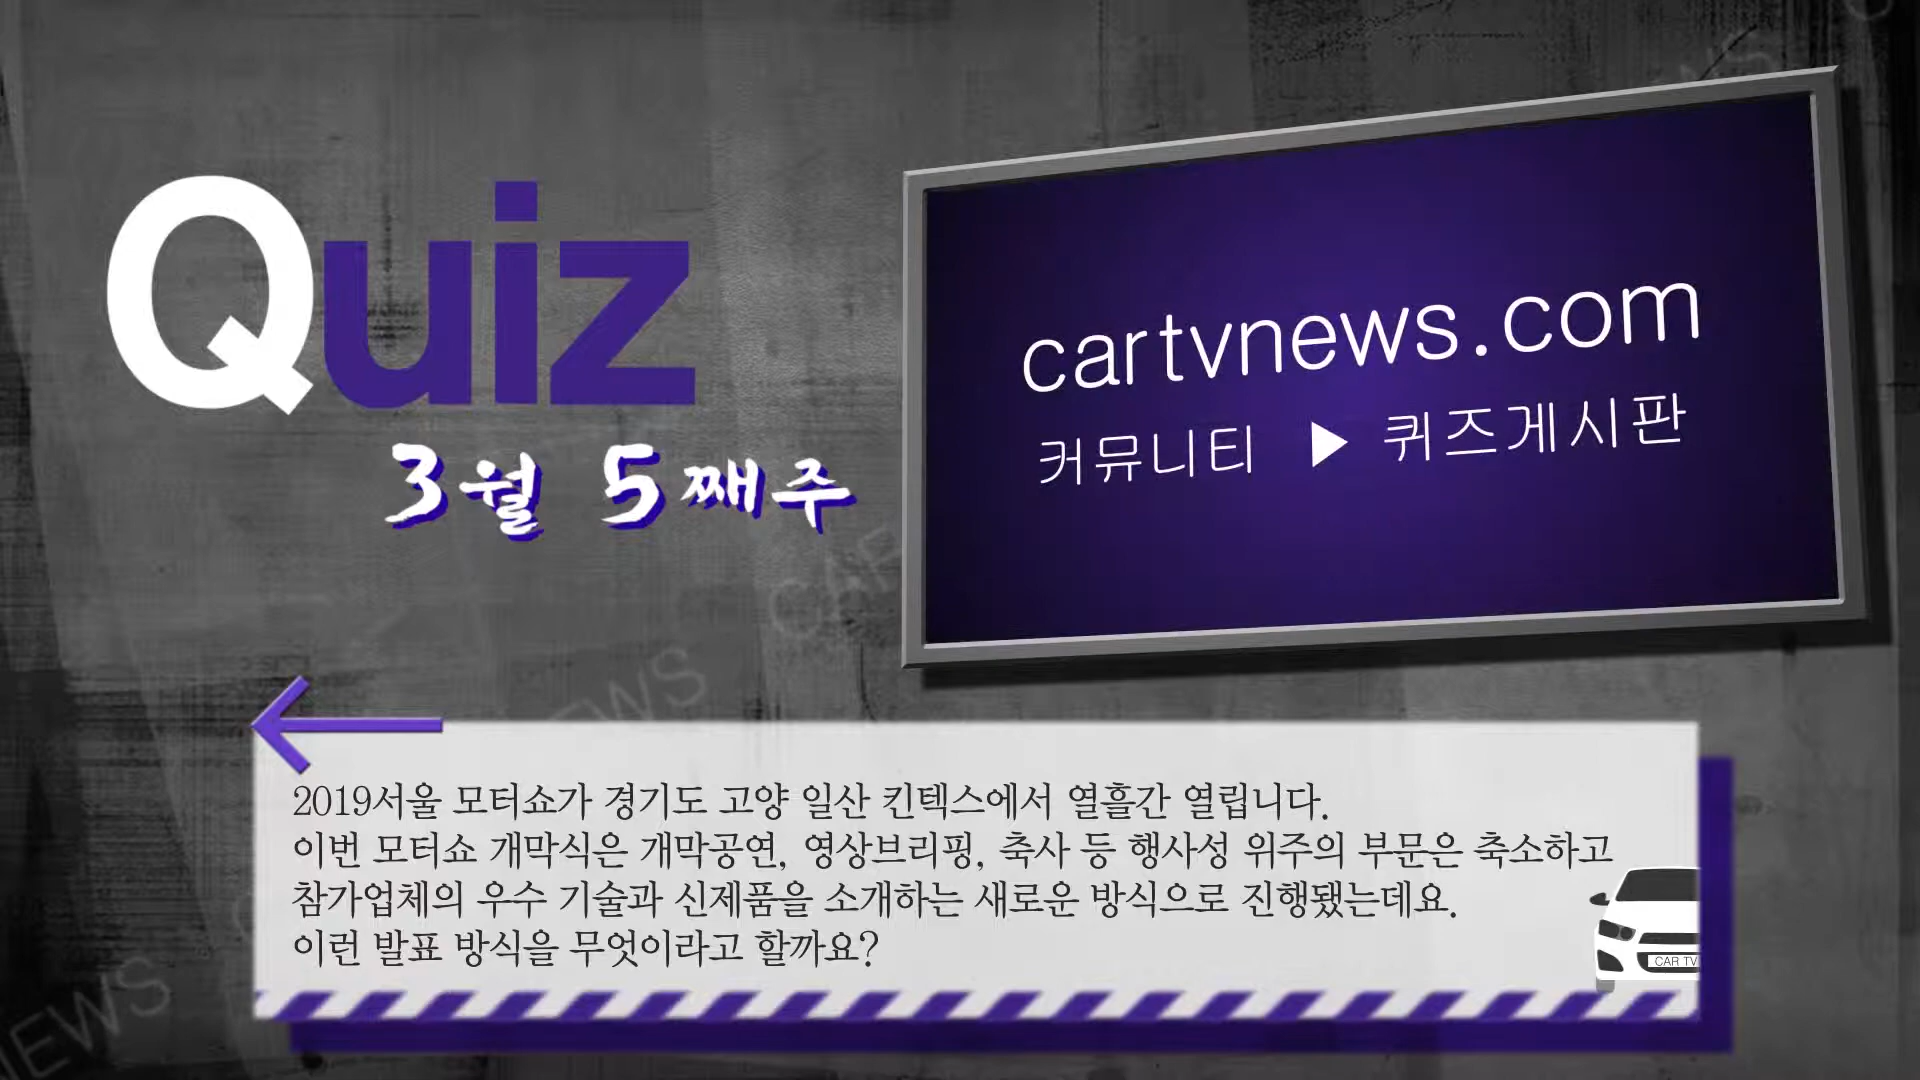 Quiz
3월 5째주
cartvnews.com
커뮤니티 ▶ 퀴즈게시판
2019서울 모터쇼가 경기도 고양 일산 킨텍스에서 열흘간 열립니다.
이번 모터쇼 개막식은 개막공연, 영상브리핑, 축사 등 행사성 위주의 부문은 축소하고
참가업체의 우수 기술과 신제품을 소개하는 새로운 방식으로 진행됐는데요.
이런 발표 방식을 무엇이라고 할까요?
CAR TV
NEWS
CAR
NEWS